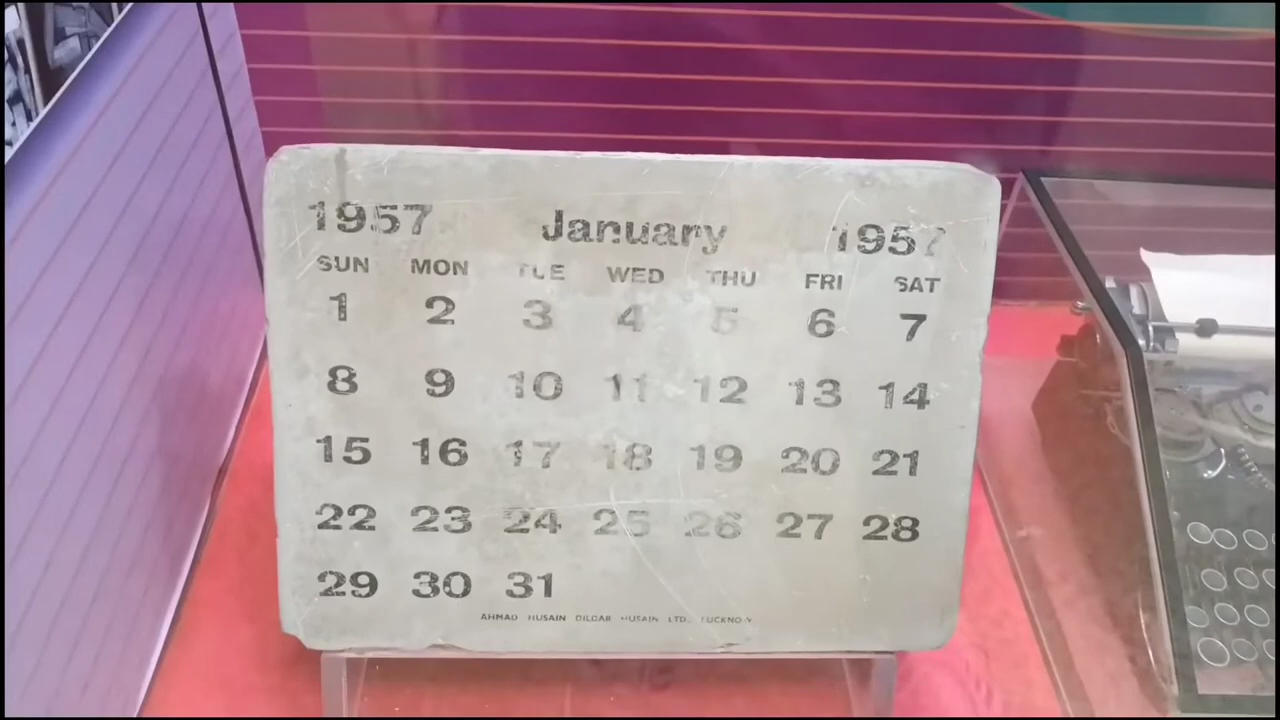 1957 January 1957
SUN MON TUE WED THU FRI SAT
1 2 3 4 5 6 7
8 9 10 11 12 13 14
15 16 17 18 19 20 21
22 23 24 25 26 27 28
29 30 31
AHMAD HUSAIN DILDAR HUSAIN LTD., LUCKNOW